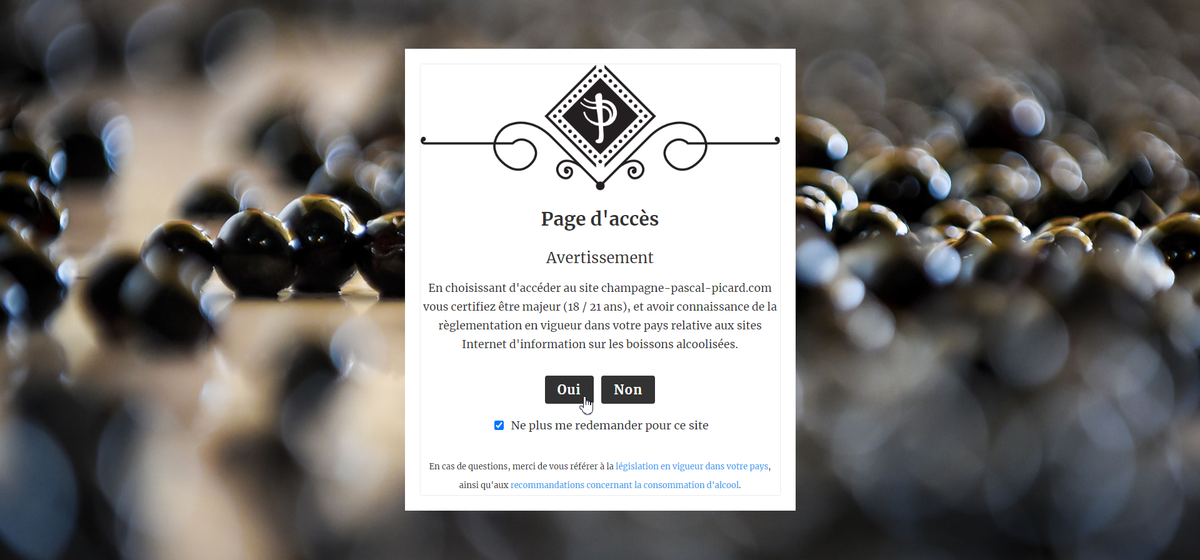 Page d'accès
Avertissement
En choisissant d'accéder au site champagne-pascal-picard.com
vous certifiez être majeur (18 / 21 ans), et avoir connaissance de la
règlementation en vigueur dans votre pays relative aux sites
Internet d'information sur les boissons alcoolisées.
Oui Non
Ne plus me redemander pour ce site
En cas de questions, merci de vous référer à la législation en vigueur dans votre pays,
ainsi qu'aux recommandations concernant la consommation d'alcool.